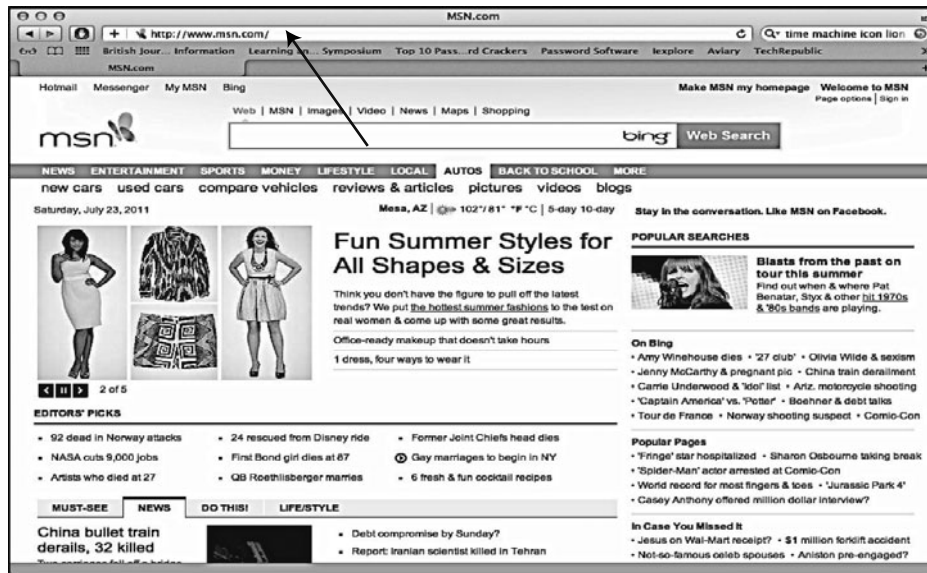 MSN.com
http://www.msn.com/
time machine icon lion
British Jour... Information Learning an... Symposium Top 10 Pass...rd Crackers Password Software Iexplore Aviary TechRepublic
MSN.com
Hotmail Messenger My MSN Bing
Make MSN my homepage Welcome to MSN
Page options | Sign in
Web | MSN | Images | Video | News | Maps | Shopping
msn
bing Web Search
NEWS ENTERTAINMENT SPORTS MONEY LIFESTYLE LOCAL AUTOS BACK TO SCHOOL MORE
new cars used cars compare vehicles reviews & articles pictures videos blogs
Saturday, July 23, 2011
Mesa, AZ | 102°/81° °F °C | 5-day 10-day
Stay in the conversation. Like MSN on Facebook.
Fun Summer Styles for
All Shapes & Sizes
Think you don't have the figure to pull off the latest
trends? We put the hottest summer fashions to the test on
real women & come up with some great results.
Office-ready makeup that doesn't take hours
1 dress, four ways to wear it
2 of 5
POPULAR SEARCHES
Blasts from the past on
tour this summer
Find out when & where Pat
Benatar, Styx & other hit 1970s
& '80s bands are playing.
On Bing
• Amy Winehouse dies • '27 club' • Olivia Wilde & sexism
• Jenny McCarthy & pregnant pic • China train derailment
• Carrie Underwood & 'Idol' list • Ariz. motorcycle shooting
• 'Captain America' vs. 'Potter' • Boehner & debt talks
• Tour de France • Norway shooting suspect • Comic-Con
EDITORS' PICKS
• 92 dead in Norway attacks
• NASA cuts 9,000 jobs
• Artists who died at 27
• 24 rescued from Disney ride
• First Bond girl dies at 87
• QB Roethlisberger marries
• Former Joint Chiefs head dies
Gay marriages to begin in NY
• 6 fresh & fun cocktail recipes
Popular Pages
• 'Fringe' star hospitalized • Sharon Osbourne taking break
• 'Spider-Man' actor arrested at Comic-Con
• World record for most fingers & toes • 'Jurassic Park 4'
• Casey Anthony offered million dollar interview?
MUST-SEE NEWS DO THIS! LIFE/STYLE
China bullet train
derails, 32 killed
• Debt compromise by Sunday?
• Report: Iranian scientist killed in Tehran
In Case You Missed It
• Jesus on Wal-Mart receipt? • $1 million forklift accident
• Not-so-famous celeb spouses • Aniston pre-engaged?